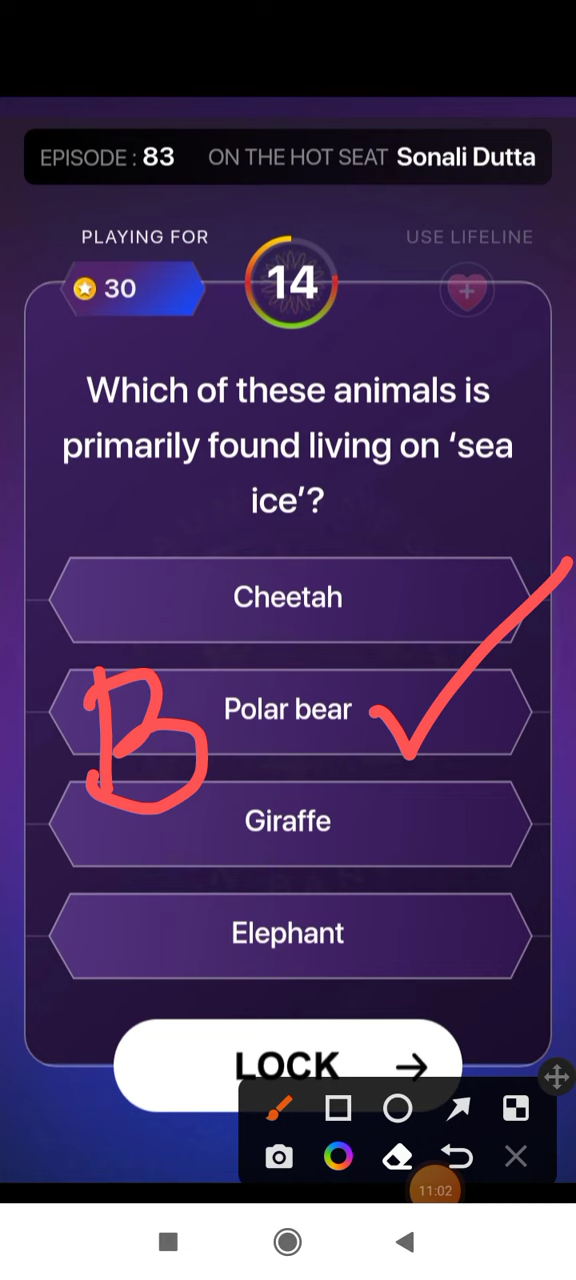 EPISODE : 83 ON THE HOT SEAT Sonali Dutta
PLAYING FOR
USE LIFELINE
30
14
Which of these animals is
primarily found living on ‘sea
ice’?
Cheetah
Polar bear
B
Giraffe
Elephant
LOCK
11:02